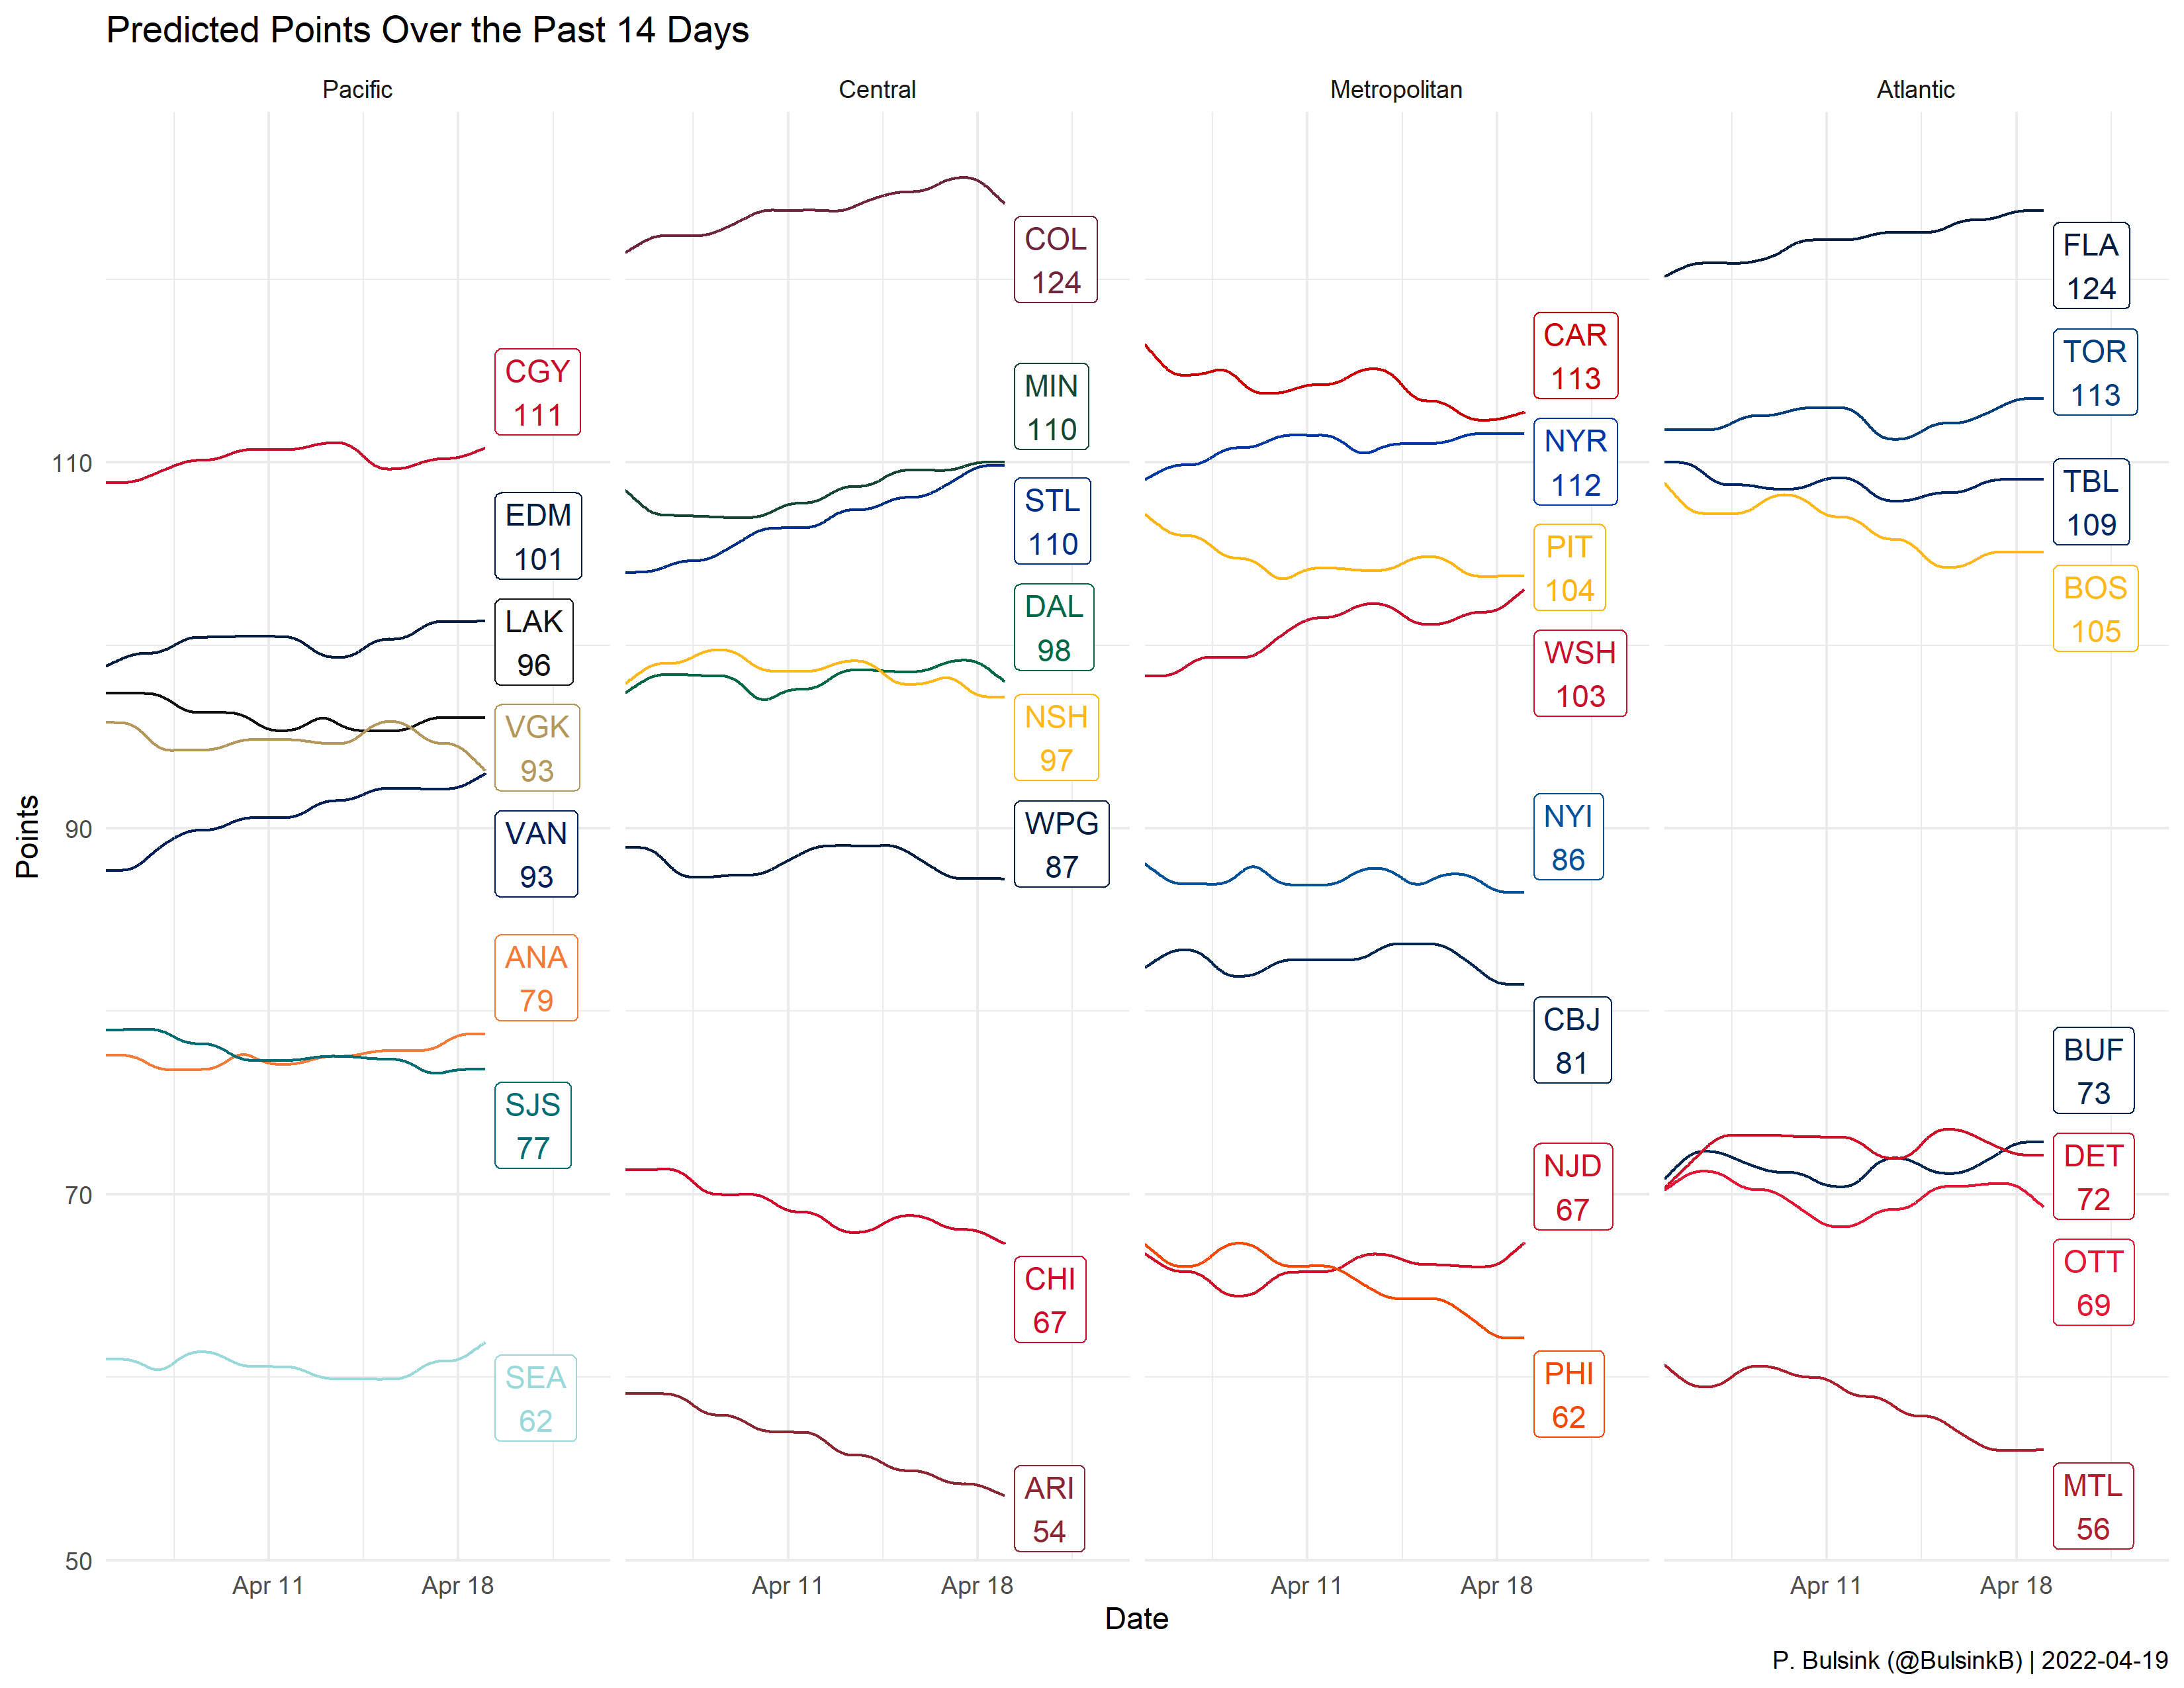 Predicted Points Over the Past 14 Days
Pacific
Central
Metropolitan
Atlantic
Points
110
90
70
50
CGY
111
EDM
101
LAK
96
VGK
93
VAN
93
ANA
79
SJS
77
SEA
62
COL
124
MIN
110
STL
110
DAL
98
NSH
97
WPG
87
CHI
67
ARI
54
CAR
113
NYR
112
PIT
104
WSH
103
NYI
86
CBJ
81
NJD
67
PHI
62
FLA
124
TOR
113
TBL
109
BOS
105
BUF
73
DET
72
OTT
69
MTL
56
Apr 11
Apr 18
Apr 11
Apr 18
Apr 11
Apr 18
Apr 11
Apr 18
Date
P. Bulsink (@BulsinkB) | 2022-04-19